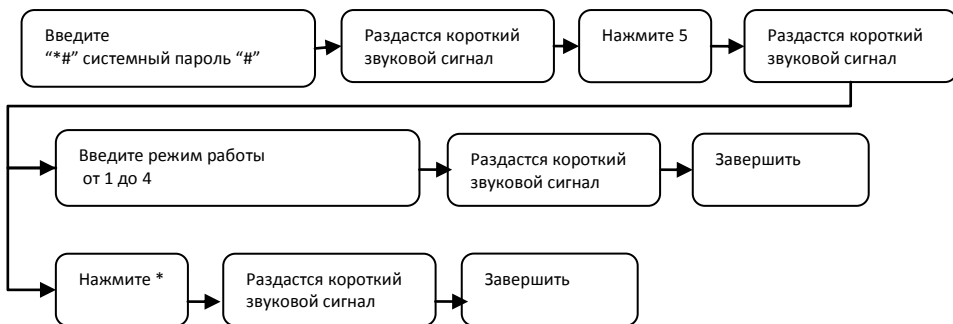 Введите
“*#” системный пароль “#”
Раздастся короткий
звуковой сигнал
Нажмите 5
Раздастся короткий
звуковой сигнал
Введите режим работы
от 1 до 4
Раздастся короткий
звуковой сигнал
Завершить
Нажмите *
Раздастся короткий
звуковой сигнал
Завершить